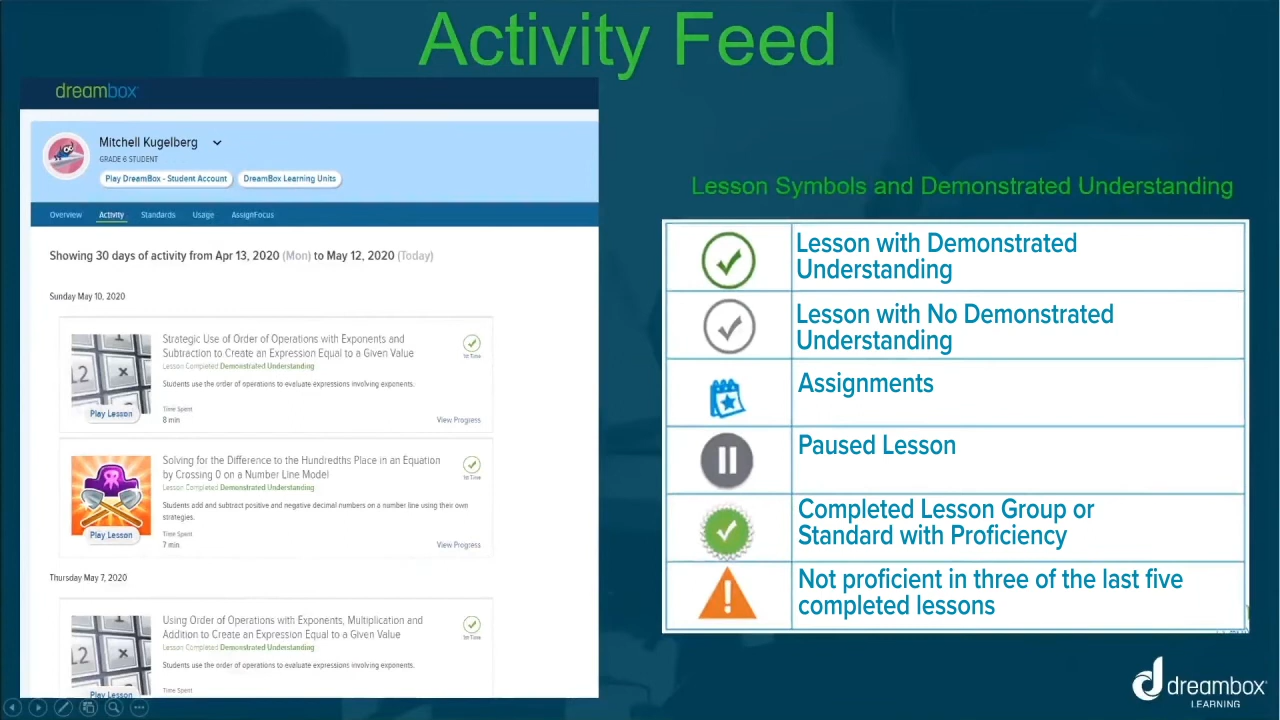 Activity Feed
dreambox
Mitchell Kugelberg
GRADE 6 STUDENT
Play DreamBox - Student Account
DreamBox Learning Units
Overview Activity Standards Usage AssignFocus
Showing 30 days of activity from Apr 13, 2020 (Mon) to May 12, 2020 (Today)
Sunday May 10, 2020
Strategic Use of Order of Operations with Exponents and
Subtraction to Create an Expression Equal to a Given Value
Lesson Completed Demonstrated Understanding
1st Time
Students use the order of operations to evaluate expressions involving exponents.
Time Spent
8 min
Play Lesson
View Progress
Solving for the Difference to the Hundredths Place in an Equation
by Crossing 0 on a Number Line Model
Lesson Completed Demonstrated Understanding
1st Time
Students add and subtract positive and negative decimal numbers on a number line using their own
strategies.
Time Spent
7 min
Play Lesson
View Progress
Thursday May 7, 2020
Using Order of Operations with Exponents, Multiplication and
Addition to Create an Expression Equal to a Given Value
Lesson Completed Demonstrated Understanding
1st Time
Students use the order of operations to evaluate expressions involving exponents.
Time Spent
Play Lesson
Lesson Symbols and Demonstrated Understanding
Lesson with Demonstrated
Understanding
Lesson with No Demonstrated
Understanding
Assignments
Paused Lesson
Completed Lesson Group or
Standard with Proficiency
Not proficient in three of the last five
completed lessons
dreambox
LEARNING